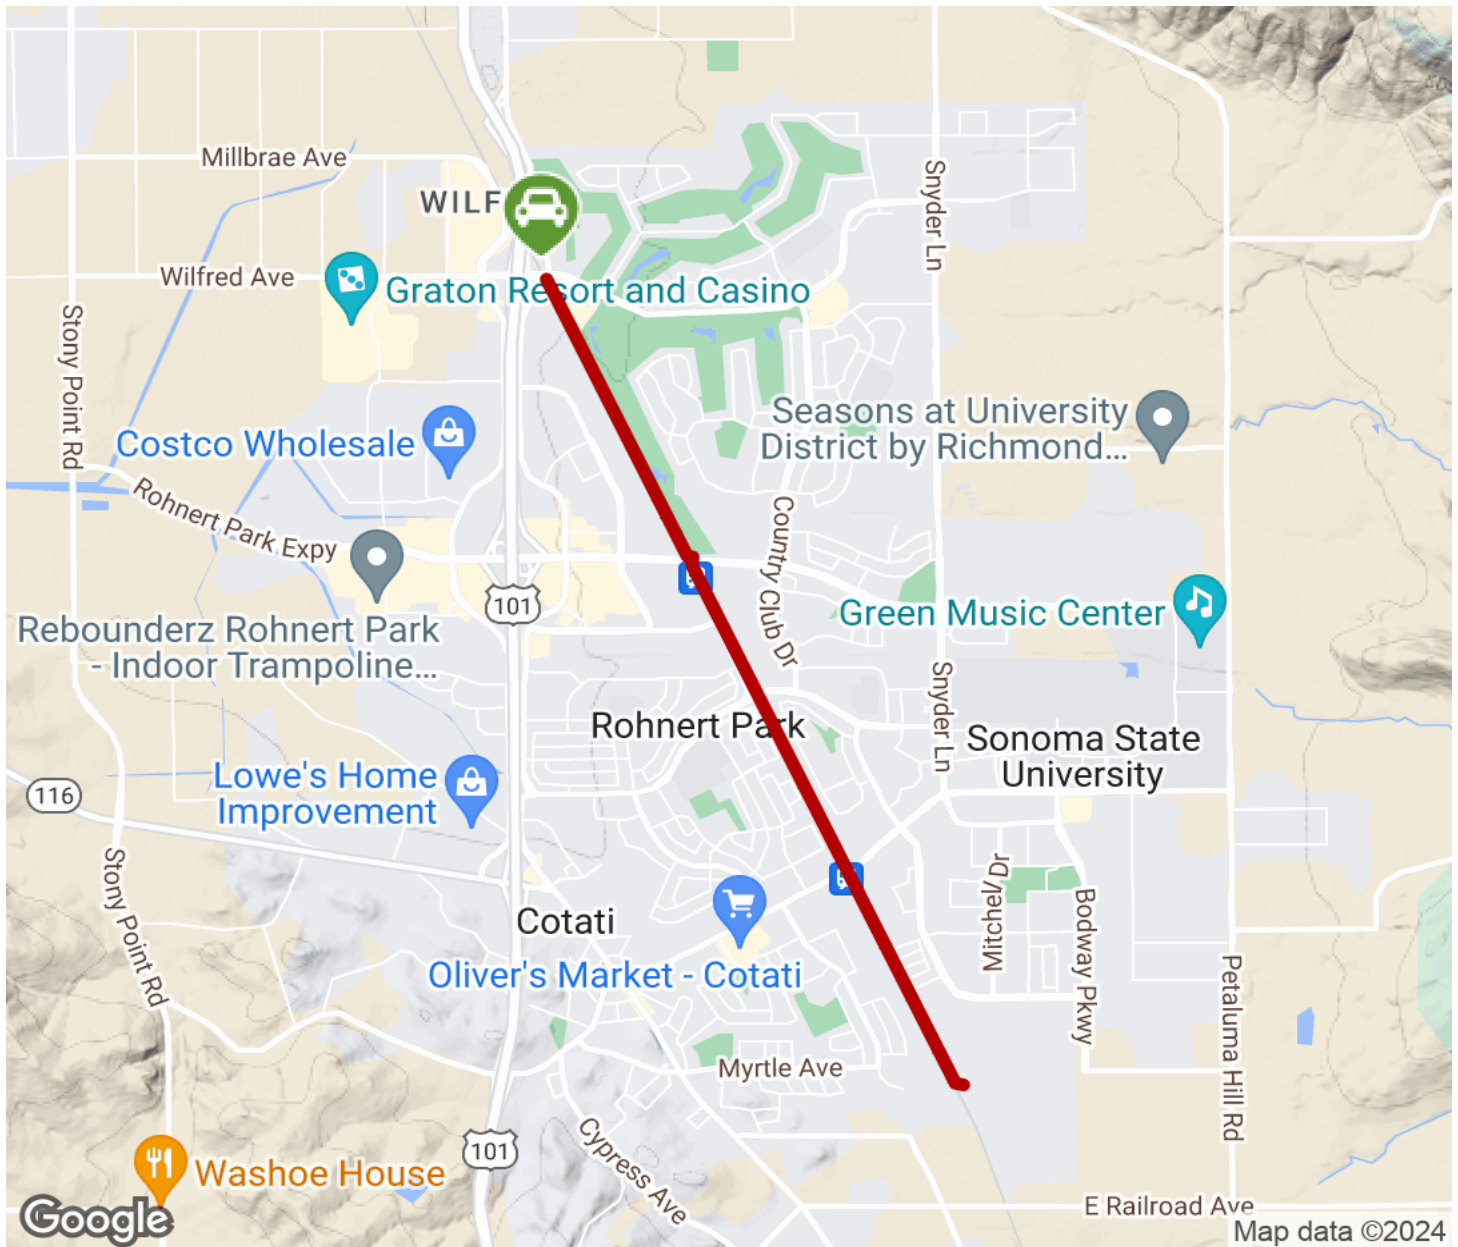 Millbrae Ave
WILF
Snyder Ln
Wilfred Ave
Graton Resort and Casino
Stony Point Rd
Seasons at University
District by Richmond...
Costco Wholesale
Rohnert Park Expy
Country Club Dr
101
Green Music Center
Rebounderz Rohnert Park
- Indoor Trampoline...
Snyder Ln
Rohnert Park
Sonoma State
University
Lowe's Home
Improvement
116
Stony Point Rd
Mitchell Dr
Bodway Pkwy
Cotati
Oliver's Market - Cotati
Petaluma Hill Rd
Myrtle Ave
101
Cypress Ave
Washoe House
E Railroad Ave
Google
Map data ©2024